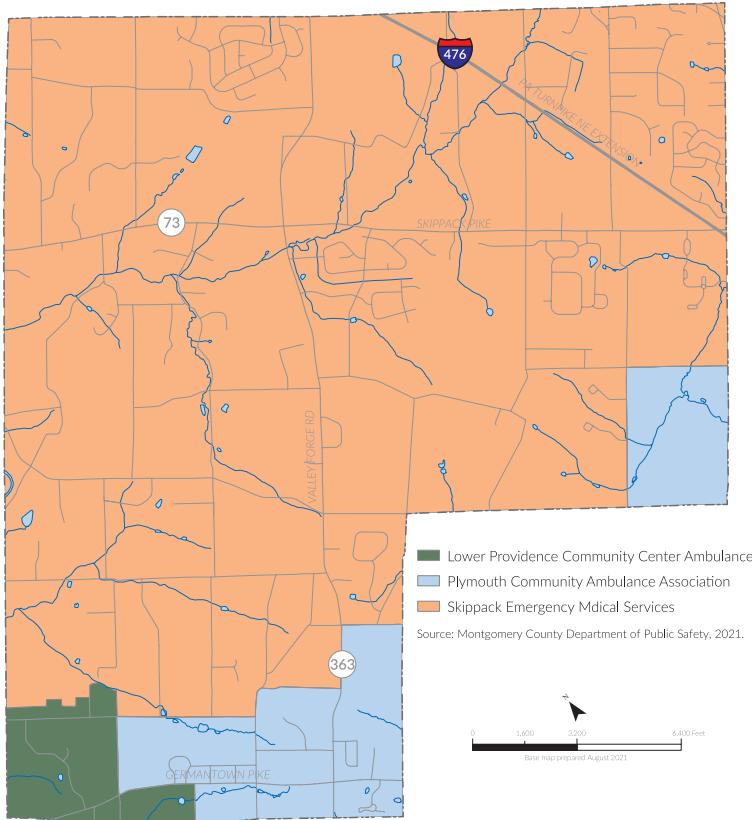 476
PA TURNPIKE NE EXTENSION
73
SKIPPACK PIKE
VALLEY FORGE RD
Lower Providence Community Center Ambulance
Plymouth Community Ambulance Association
Skippack Emergency Mdical Services
Source: Montgomery County Department of Public Safety, 2021.
363
N
0 1,600 3,200 6,400 Feet
Base map prepared August 2021
GERMANTOWN PIKE